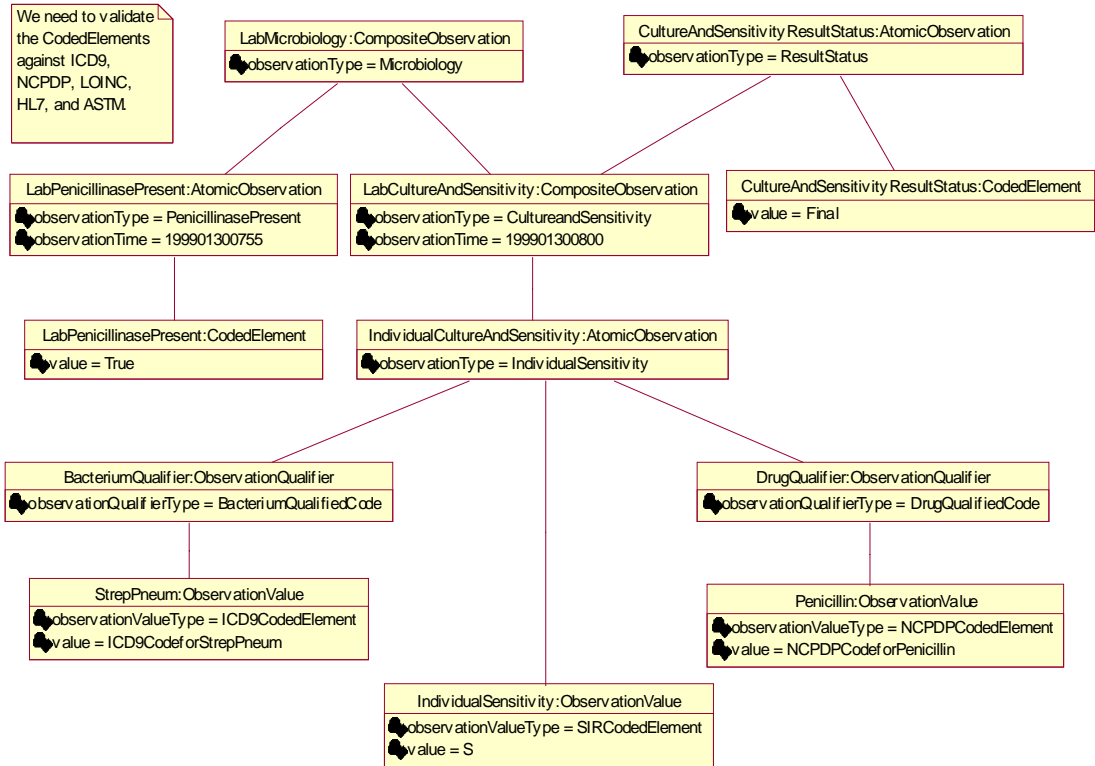 We need to validate
the CodedElements
against ICD9,
NCPDP, LOINC,
HL7, and ASTM.
LabMicrobiology:CompositeObservation
observationType = Microbiology
CultureAndSensitivityResultStatus:AtomicObservation
observationType = ResultStatus
LabPenicillinasePresent:AtomicObservation
observationType = PenicillinasePresent
observationTime = 199901300755
LabCultureAndSensitivity:CompositeObservation
observationType = CultureandSensitivity
observationTime = 199901300800
CultureAndSensitivityResultStatus:CodedElement
value = Final
LabPenicillinasePresent:CodedElement
value = True
IndividualCultureAndSensitivity:AtomicObservation
observationType = IndividualSensitivity
BacteriumQualifier:ObservationQualifier
observationQualifierType = BacteriumQualifiedCode
DrugQualifier:ObservationQualifier
observationQualifierType = DrugQualifiedCode
StrepPneum:ObservationValue
observationValueType = ICD9CodedElement
value = ICD9CodeforStrepPneum
Penicillin:ObservationValue
observationValueType = NCPDPCodedElement
value = NCPDPCodeforPenicillin
IndividualSensitivity:ObservationValue
observationValueType = SIRCodedElement
value = S